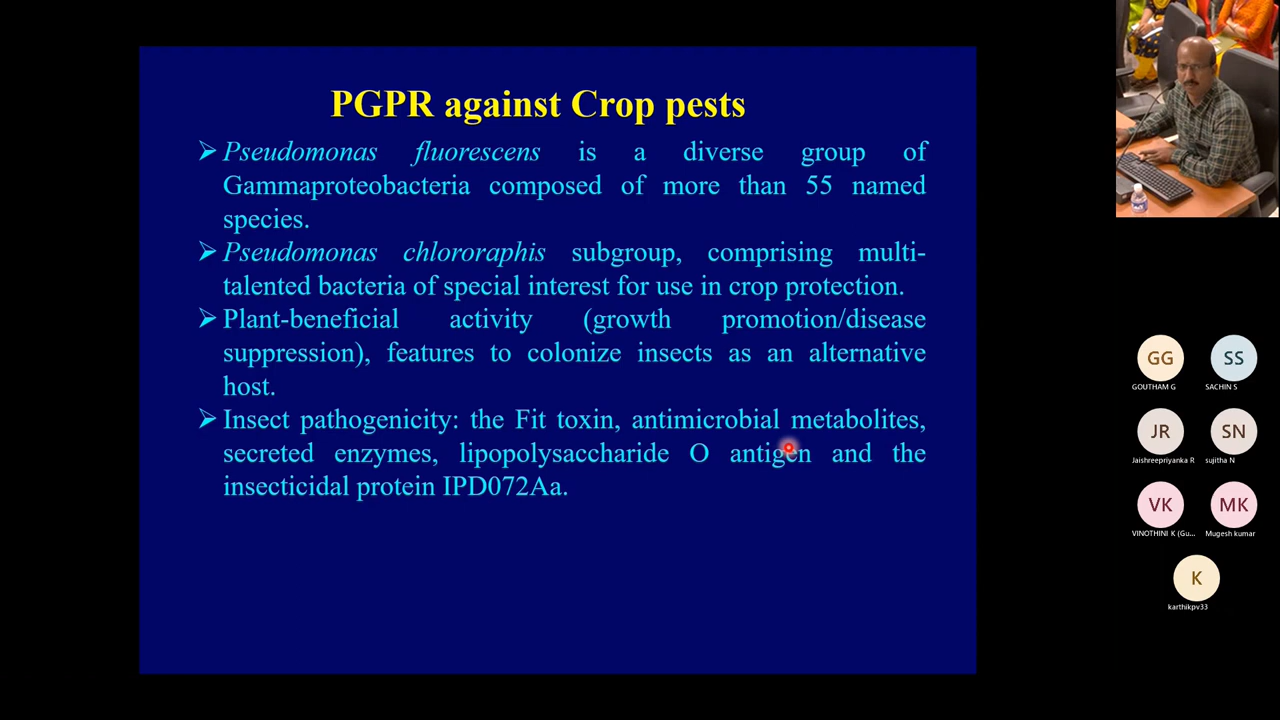 PGPR against Crop pests
➢ Pseudomonas fluorescens is a diverse group of
Gammaproteobacteria composed of more than 55 named
species.
➢ Pseudomonas chlororaphis subgroup, comprising multi-
talented bacteria of special interest for use in crop protection.
➢ Plant-beneficial activity (growth promotion/disease
suppression), features to colonize insects as an alternative
host.
➢ Insect pathogenicity: the Fit toxin, antimicrobial metabolites,
secreted enzymes, lipopolysaccharide O antigen and the
insecticidal protein IPD072Aa.
GG SS
GOUTHAM G SACHIN S
JR SN
Jaishreepriyanka R sujitha N
VK MK
VINOTHINI K (Gu... Mugesh kumar
K
karthikpv33